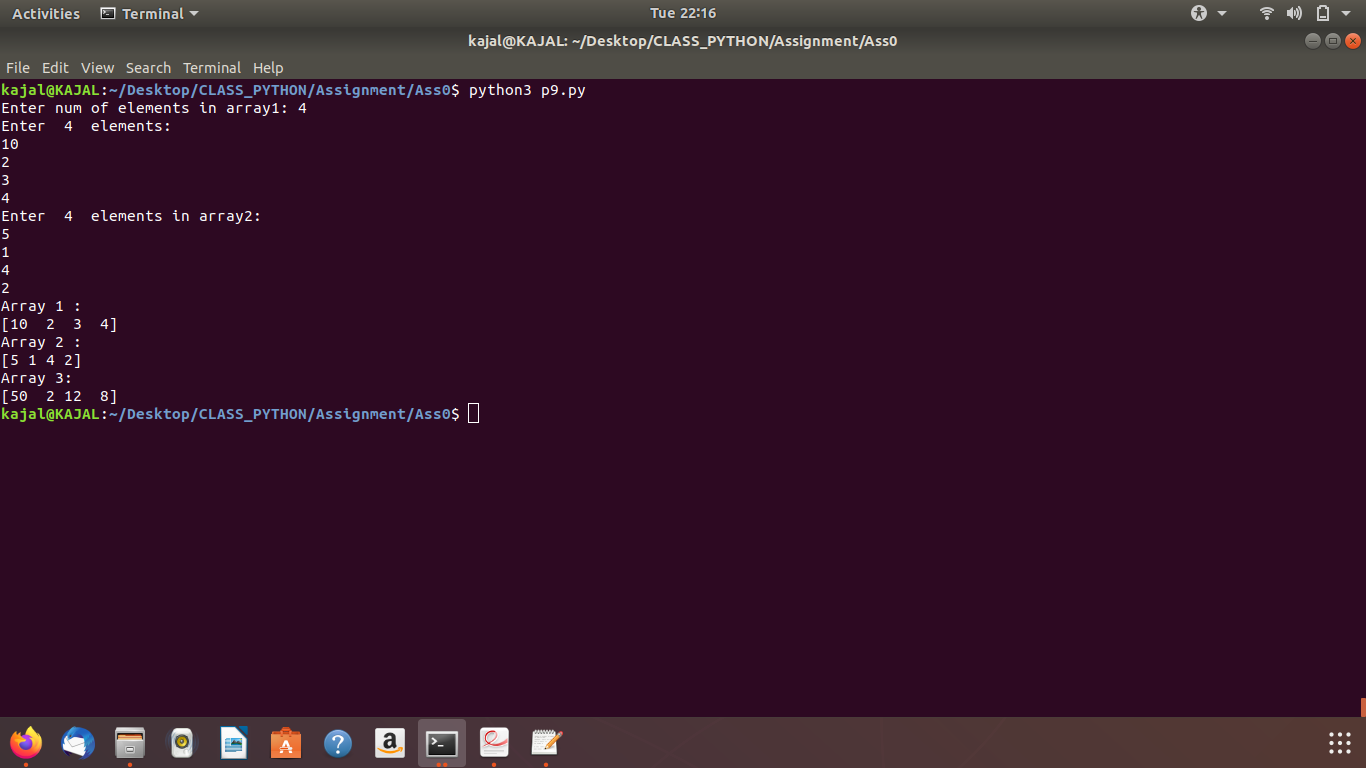 Activities Terminal Tue 22:16
kajal@KAJAL: ~/Desktop/CLASS_PYTHON/Assignment/Ass0
File Edit View Search Terminal Help
kajal@KAJAL:~/Desktop/CLASS_PYTHON/Assignment/Ass0$ python3 p9.py
Enter num of elements in array1: 4
Enter  4  elements:
10
2
3
4
Enter  4  elements in array2:
5
1
4
2
Array 1 :
[10  2  3  4]
Array 2 :
[5 1 4 2]
Array 3:
[50  2 12  8]
kajal@KAJAL:~/Desktop/CLASS_PYTHON/Assignment/Ass0$